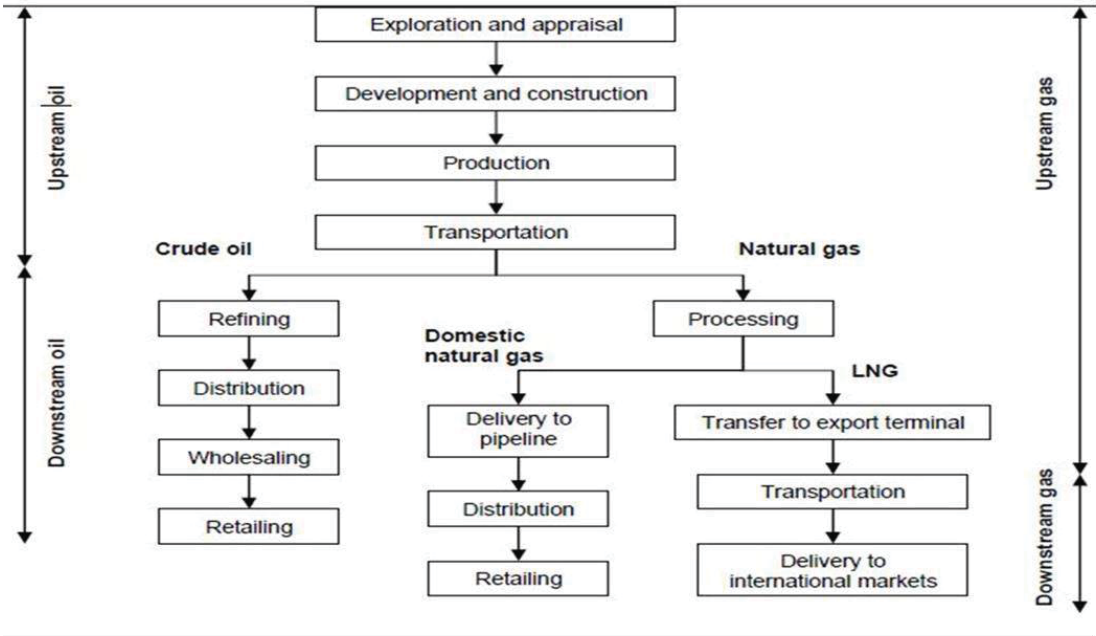 Exploration and appraisal
Development and construction
Production
Transportation
Upstream oil
Upstream gas
Crude oil
Natural gas
Refining
Processing
Domestic
natural gas
LNG
Distribution
Delivery to
pipeline
Transfer to export terminal
Wholesaling
Transportation
Distribution
Retailing
Delivery to
international markets
Retailing
Downstream oil
Downstream gas